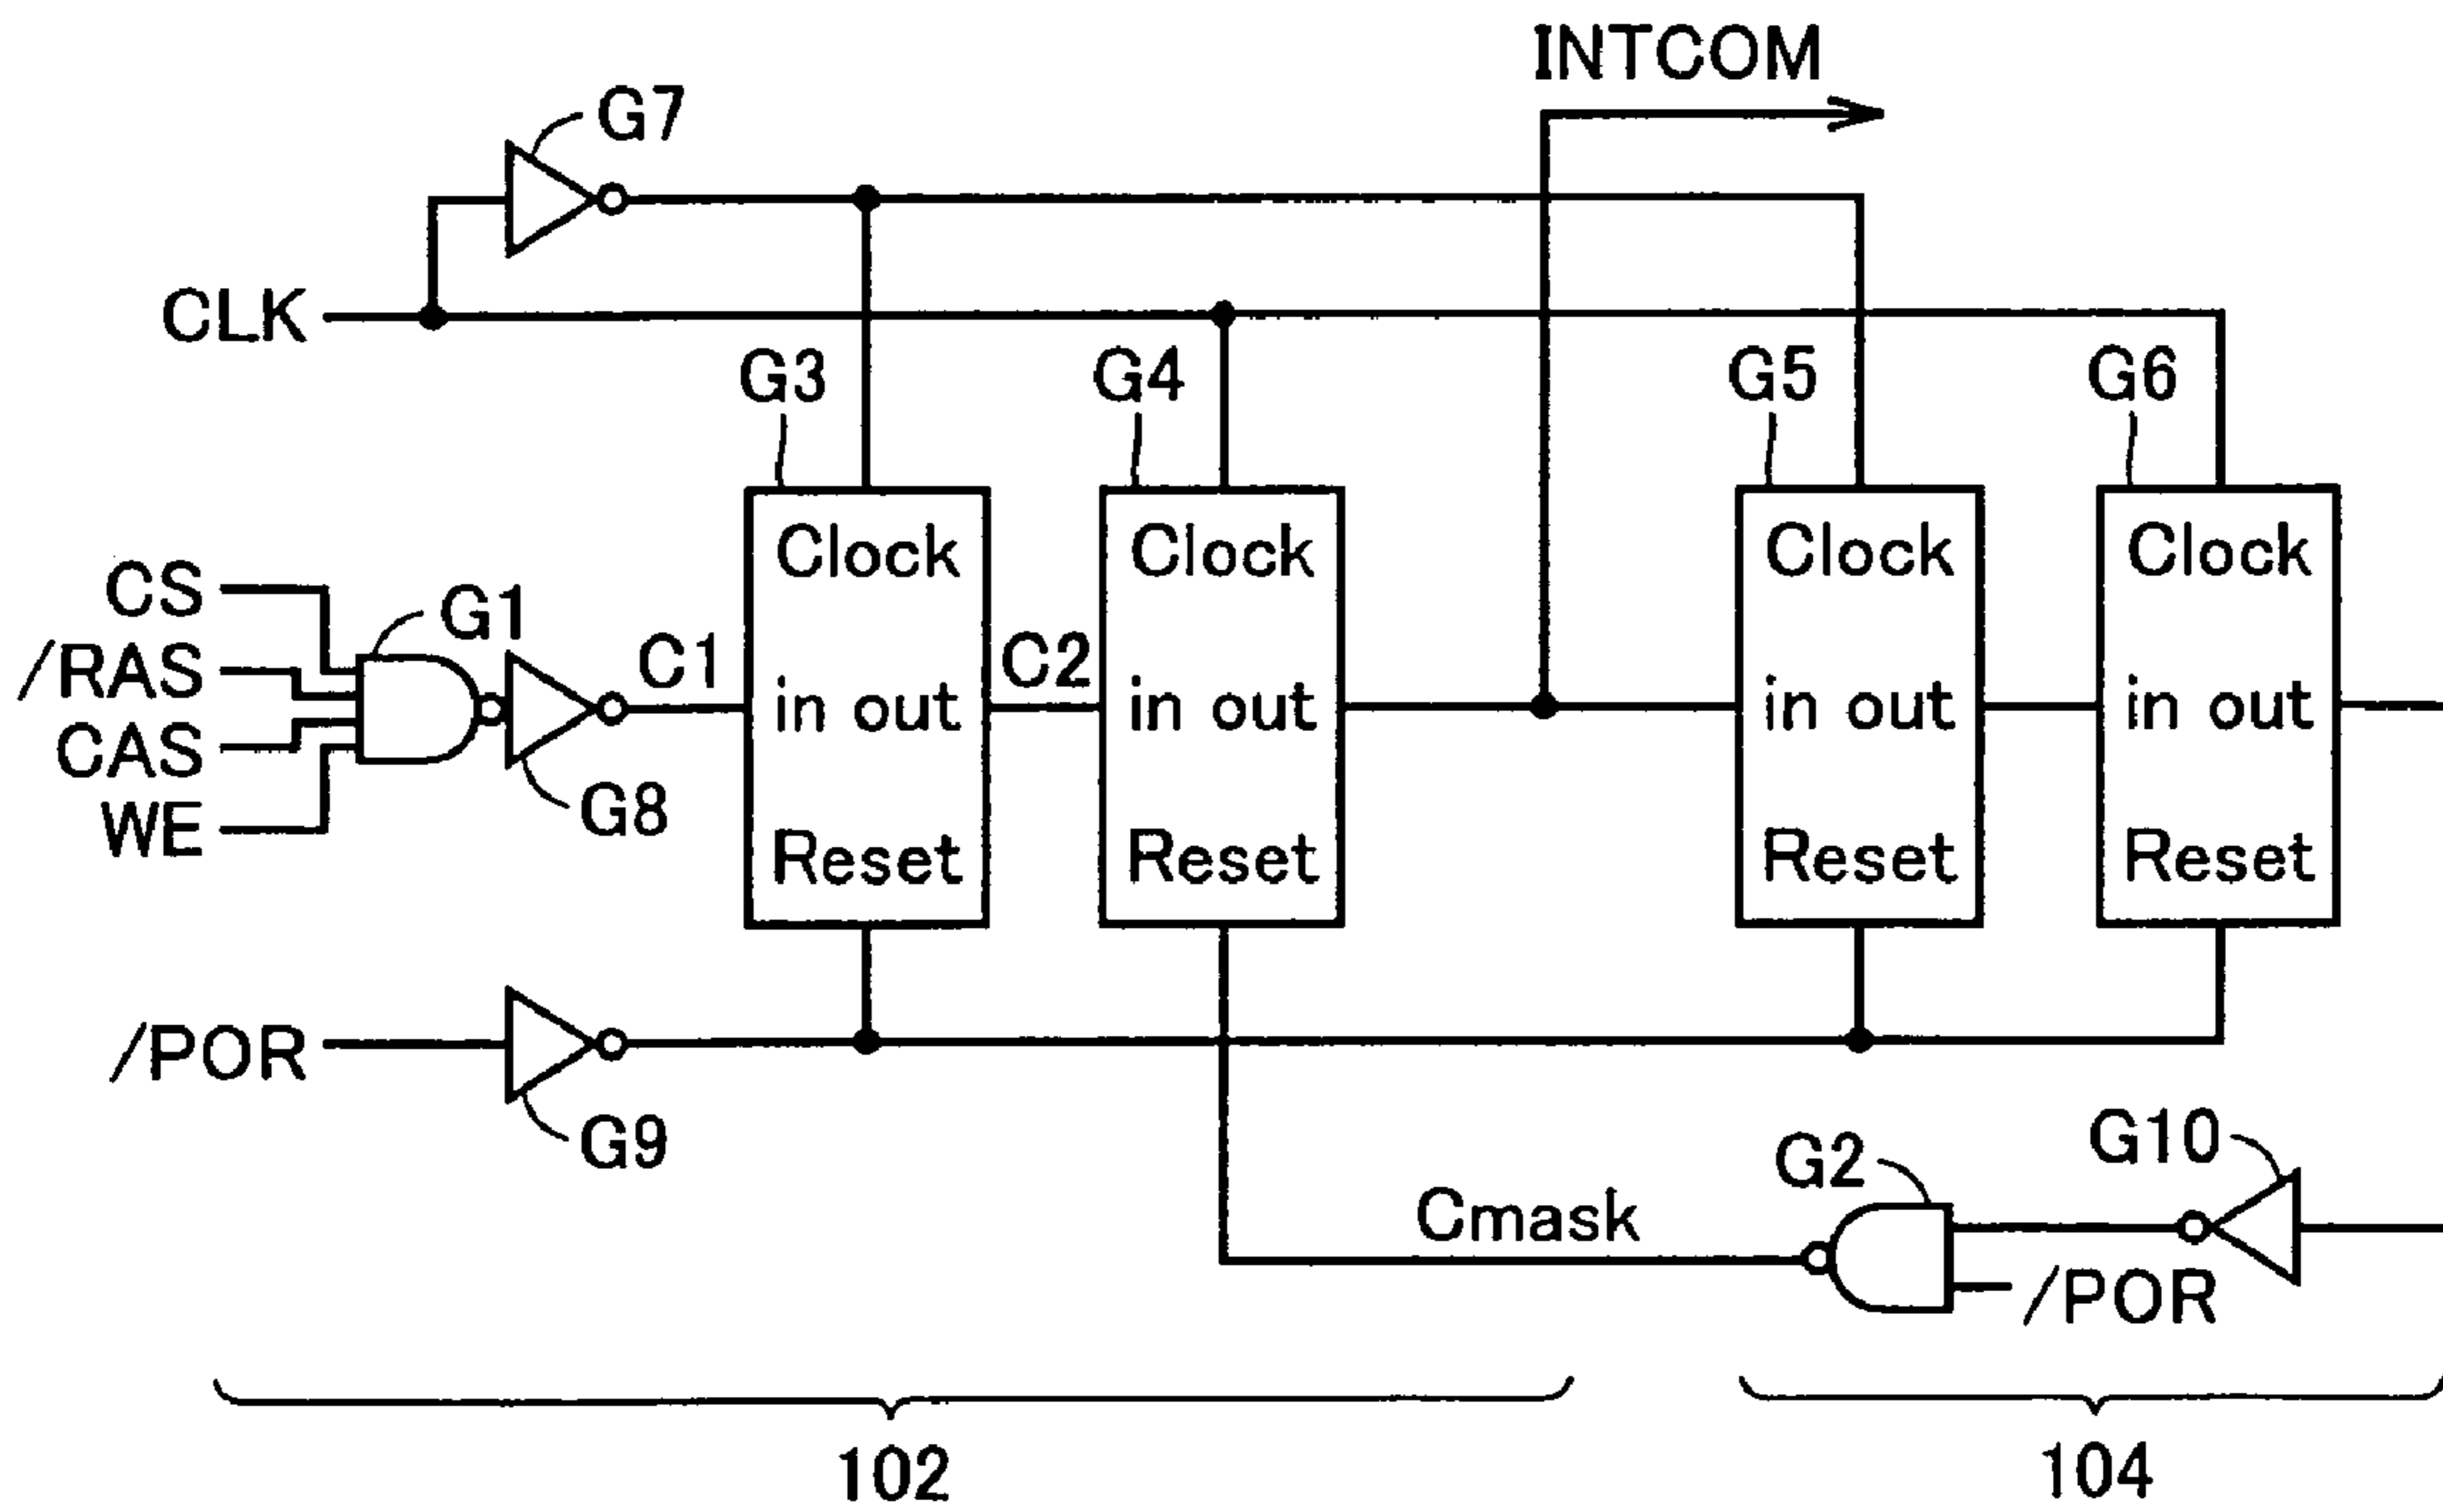 INTCOM
G7
CLK
G3
G4
G5
G6
Clock
Clock
Clock
Clock
CS
G1
/RAS
C1
C2
in out
in out
in out
in out
CAS
WE
G8
Reset
Reset
Reset
Reset
/POR
G9
G2
G10
Cmask
/POR
102
104